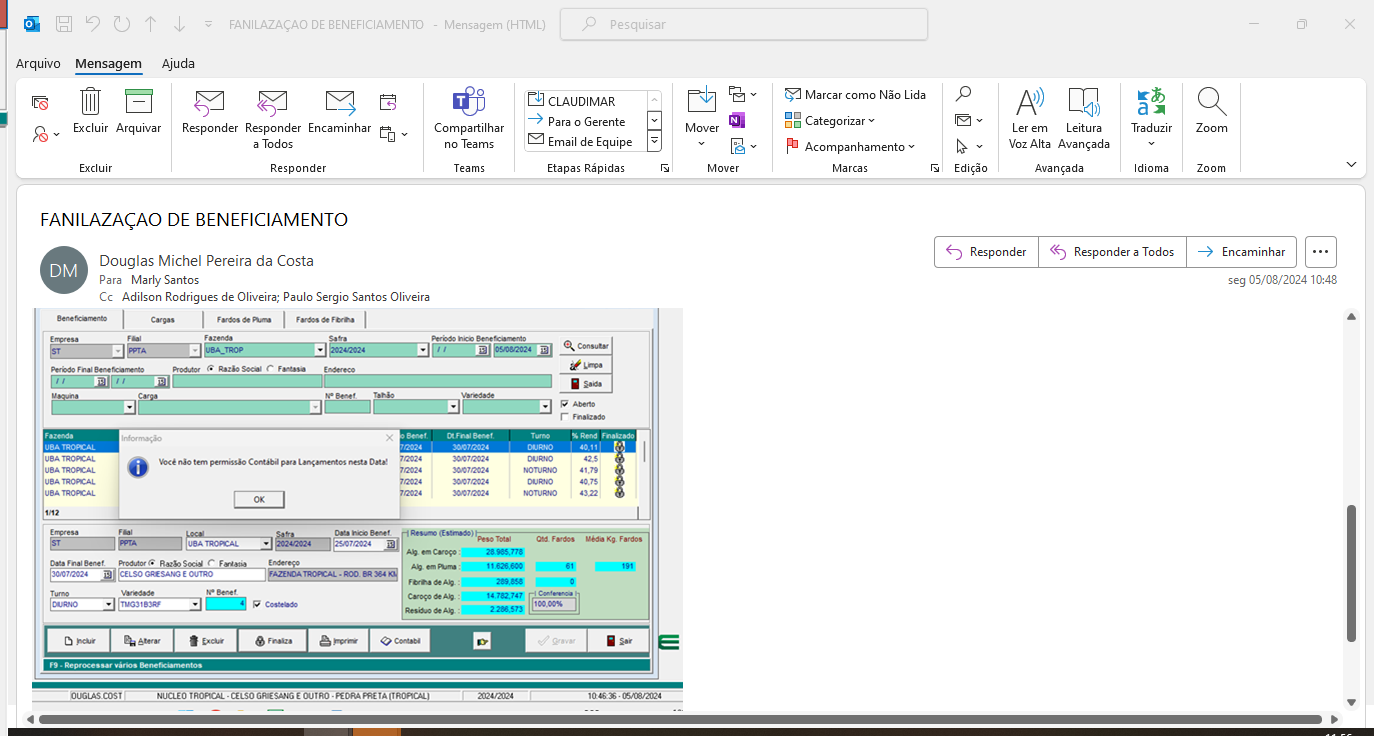 FANILAZAÇAO DE BENEFICIAMENTO - Mensagem (HTML)
Pesquisar
Arquivo Mensagem Ajuda
Excluir Arquivar
Responder Responder a Todos Encaminhar
Compartilhar no Teams
CLAUDIMAR
Para o Gerente
Email de Equipe
Mover
Marcar como Não Lida
Categorizar
Acompanhamento
Ler em Voz Alta
Leitura Avançada
Traduzir
Zoom
Excluir Responder Teams Etapas Rápidas Mover Marcas Edição Avançada Idioma Zoom
FANILAZAÇAO DE BENEFICIAMENTO
DM
Douglas Michel Pereira da Costa
Para Marly Santos
Cc Adilson Rodrigues de Oliveira; Paulo Sergio Santos Oliveira
Responder Responder a Todos Encaminhar
seg 05/08/2024 10:48
Beneficiamento Cargas Fardos de Pluma Fardos de Fibrilha
Empresa Filial Fazenda Safra Período Inicio Beneficiamento
ST PPTA UBA_TROP 2024/2024 / / 05/08/2024
Consultar
Limpa
Saida
Período Final Beneficiamento Produtor Razão Social Fantasia Endereco
/ / / /
Maquina Carga Nº Benef. Talhão Variedade
Aberto
Finalizado
Fazenda o Benef. Dt.Final Benef. Turno % Rend Finalizado
UBA TROPICAL 7/2024 30/07/2024 DIURNO 40,11
UBA TROPICAL 7/2024 30/07/2024 DIURNO 42,5
UBA TROPICAL 7/2024 30/07/2024 NOTURNO 41,79
UBA TROPICAL 7/2024 30/07/2024 DIURNO 40,75
UBA TROPICAL 7/2024 30/07/2024 NOTURNO 43,22
1/12
Informação
Você não tem permissão Contábil para Lançamentos nesta Data!
OK
Empresa Filial Local Safra Data Inicio Benef.
ST PPTA UBA TROPICAL 2024/2024 25/07/2024
Data Final Benef. Produtor Razão Social Fantasia Endereço
30/07/2024 CELSO GRIESANG E OUTRO FAZENDA TROPICAL - ROD. BR 364 KM
Turno Variedade Nº Benef.
DIURNO TMG31B3RF 4 Costelado
Resumo (Estimado) Peso Total Qtd. Fardos Média Kg. Fardos
Alg. em Caroço : 28.985,778
Alg. em Pluma : 11.626,600 61 191
Fibrilha de Alg. : 289,858 0
Caroço de Alg. : 14.782,747
Resíduo de Alg. : 2.286,573
Conferencia
100,00%
Incluir Alterar Excluir Finaliza Imprimir Contabil Gravar Sair
F9 - Reprocessar vários Beneficiamentos
OUGLAS.COST NUCLEO TROPICAL - CELSO GRIESANG E OUTRO - PEDRA PRETA (TROPICAL) 2024/2024 10:46:36 - 05/08/2024